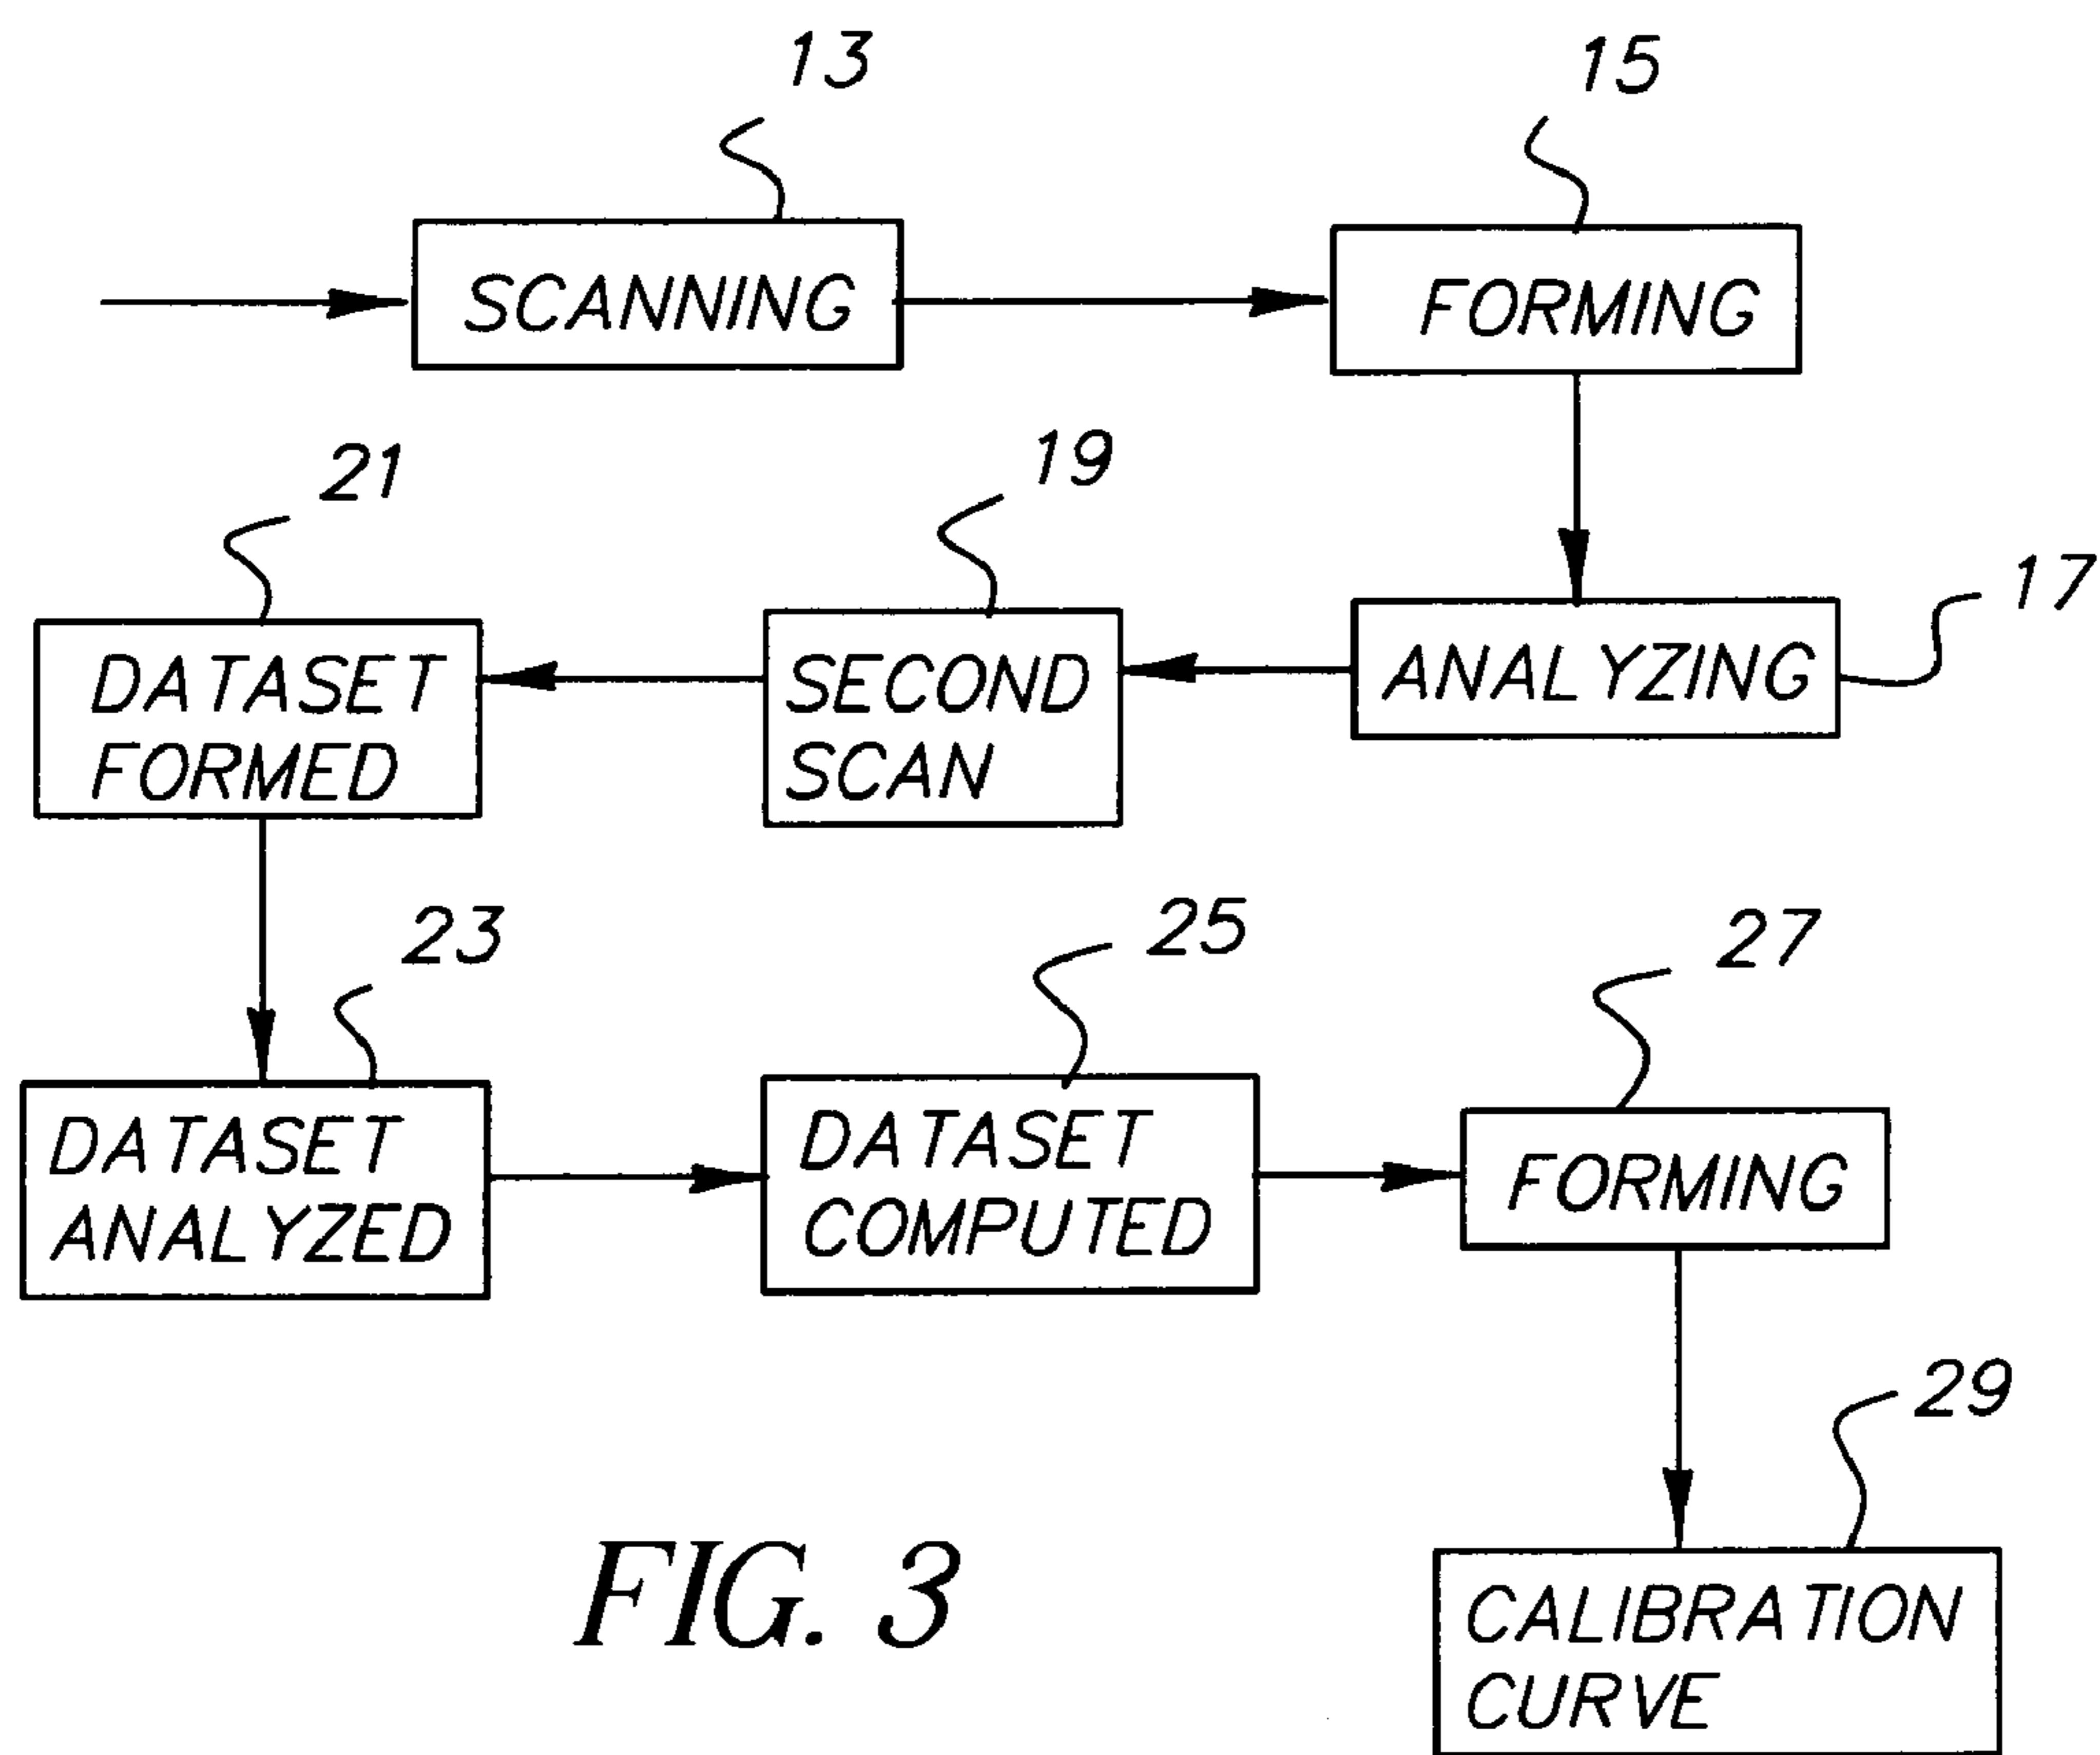 13
15
SCANNING
FORMING
21
19
17
DATASET
FORMED
SECOND
SCAN
ANALYZING
23
25
27
DATASET
ANALYZED
DATASET
COMPUTED
FORMING
29
FIG. 3
CALIBRATION
CURVE